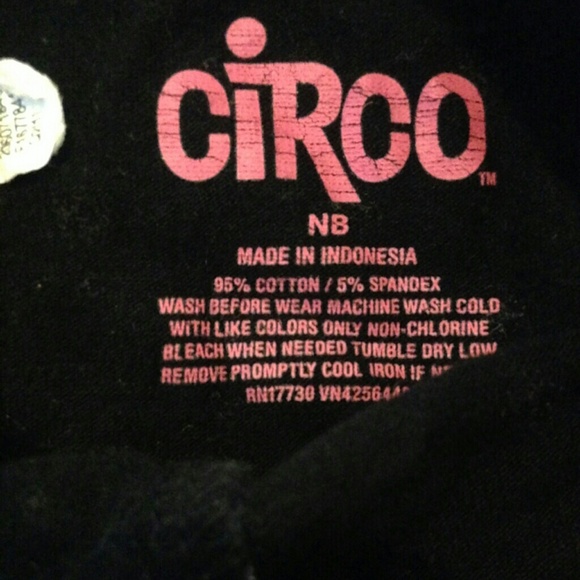 CiRCO
TM
NB
MADE IN INDONESIA
95% COTTON / 5% SPANDEX
WASH BEFORE WEAR MACHINE WASH COLD
WITH LIKE COLORS ONLY NON-CHLORINE
BLEACH WHEN NEEDED TUMBLE DRY LOW
REMOVE PROMPTLY COOL IRON IF
RN17730